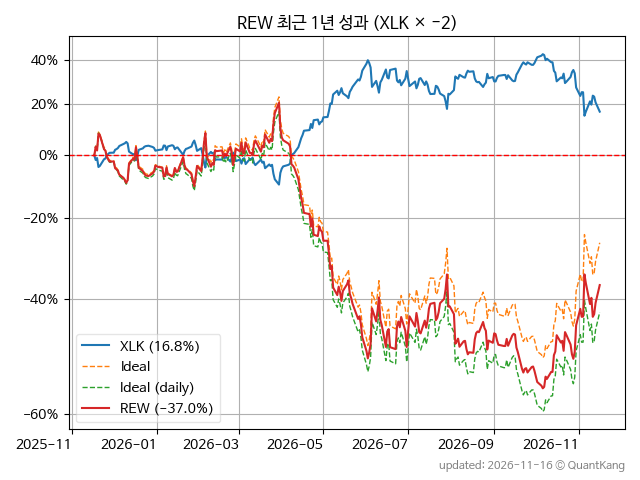 REW 최근 1년 성과 (XLK × −2)
40%
20%
0%
−20%
−40%
−60%
XLK (16.8%)
Ideal
Ideal (daily)
REW (−37.0%)
2025-11
2026-01
2026-03
2026-05
2026-07
2026-09
2026-11
updated: 2026-11-16 © QuantKang